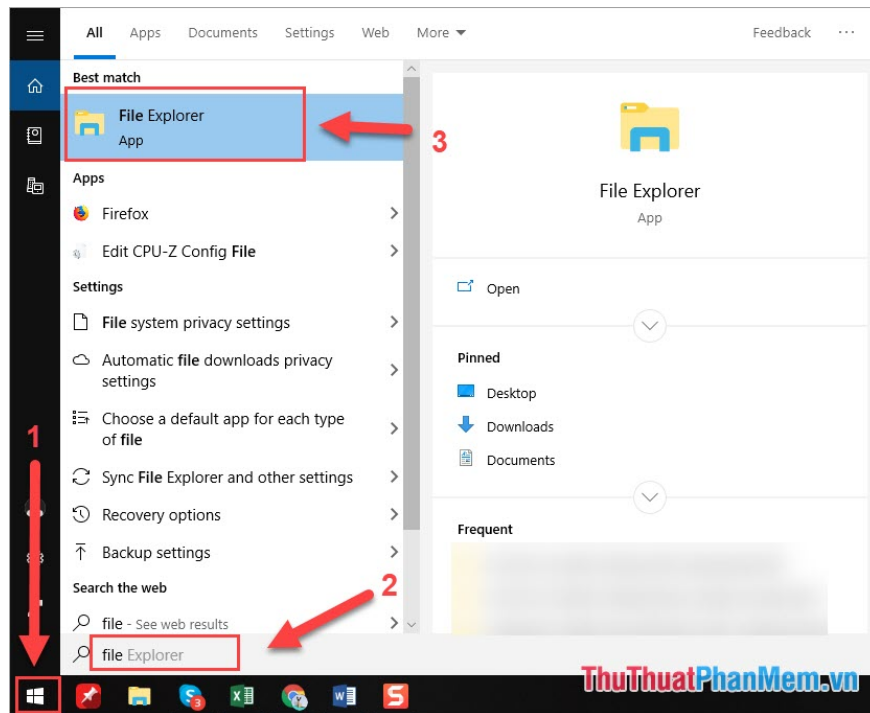 All Apps Documents Settings Web More Feedback ...
Best match
File Explorer
App
3
Apps
Firefox
Edit CPU-Z Config File
Settings
File system privacy settings
Automatic file downloads privacy
settings
Choose a default app for each type
of file
Sync File Explorer and other settings
Recovery options
Backup settings
Search the web
file - See web results
file Explorer
1
2
File Explorer
App
Open
Pinned
Desktop
Downloads
Documents
Frequent
ThuThuatPhanMem.vn
3